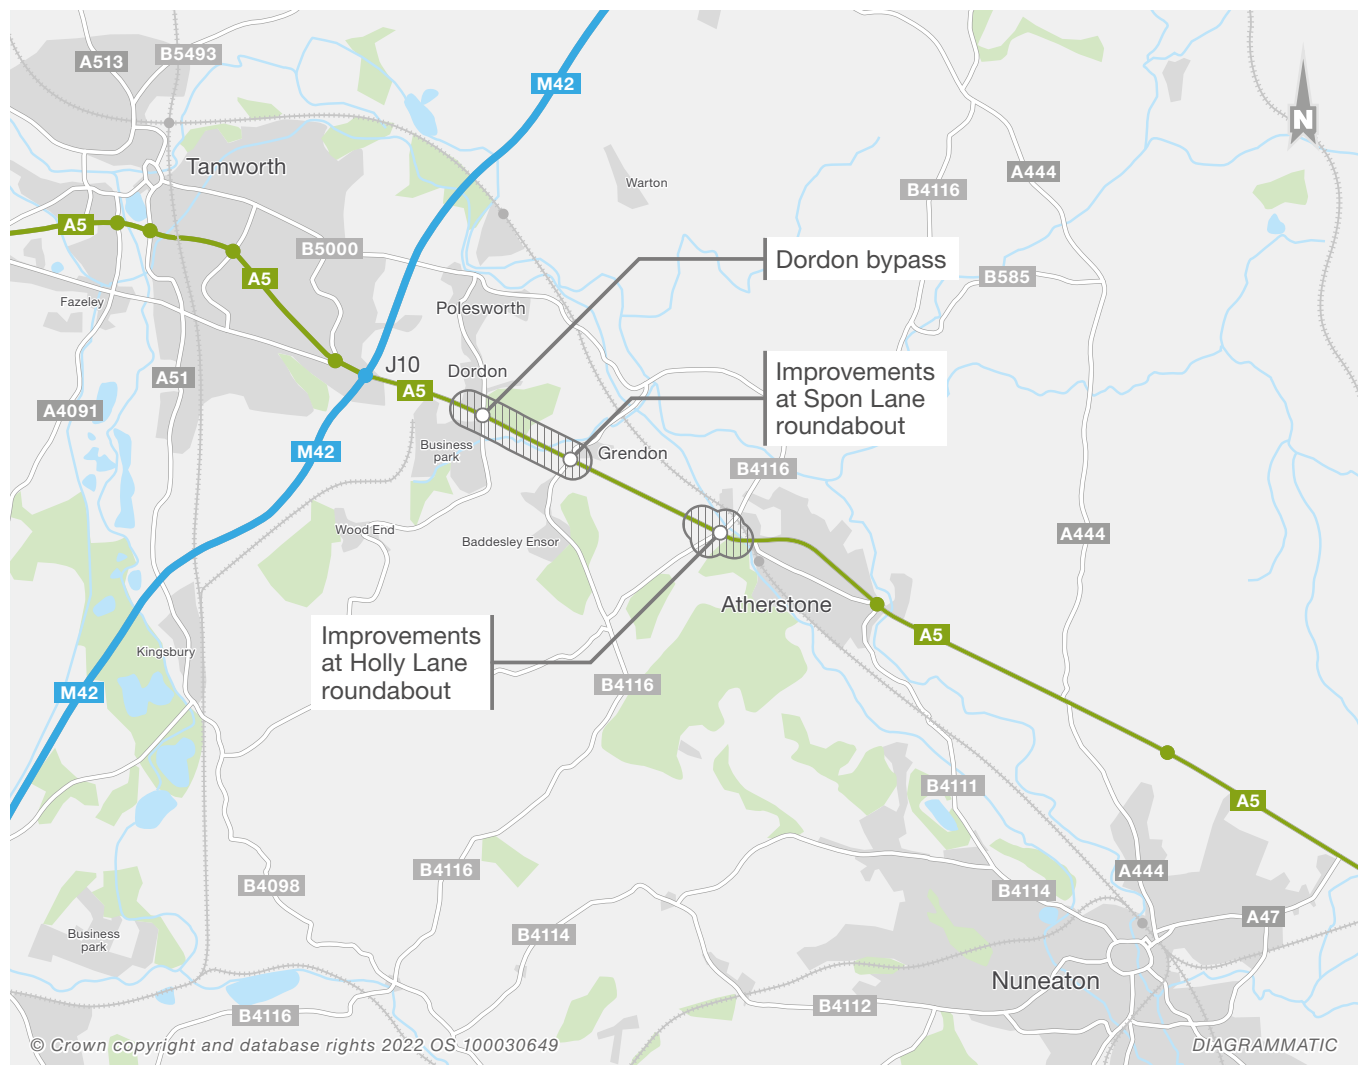 A513
B5493
M42
N
Tamworth
Warton
A444
B4116
A5
B5000
Dordon bypass
A5
B585
Fazeley
Polesworth
J10
Dordon
Improvements
at Spon Lane
roundabout
A51
A5
A4091
M42
Business
park
Grendon
B4116
Wood End
Baddesley Ensor
A444
Atherstone
Improvements
at Holly Lane
roundabout
A5
Kingsbury
M42
B4116
B4111
A5
B4116
A444
B4098
B4114
A47
Business
park
B4114
Nuneaton
B4116
B4112
© Crown copyright and database rights 2022 OS 100030649
DIAGRAMMATIC